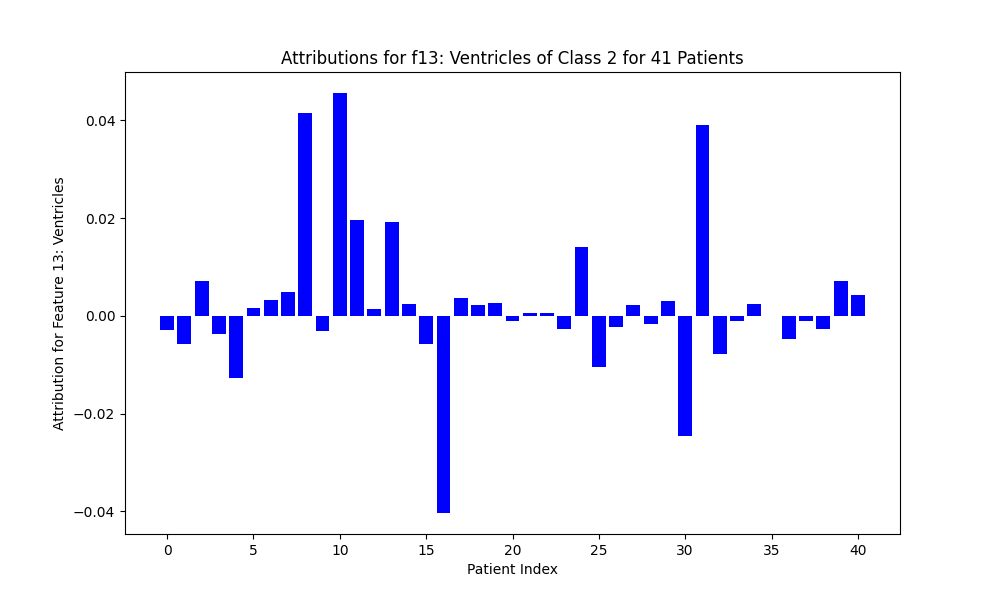 Attributions for f13: Ventricles of Class 2 for 41 Patients
Attribution for Feature 13: Ventricles
0.04
0.02
0.00
−0.02
−0.04
0 5 10 15 20 25 30 35 40
Patient Index